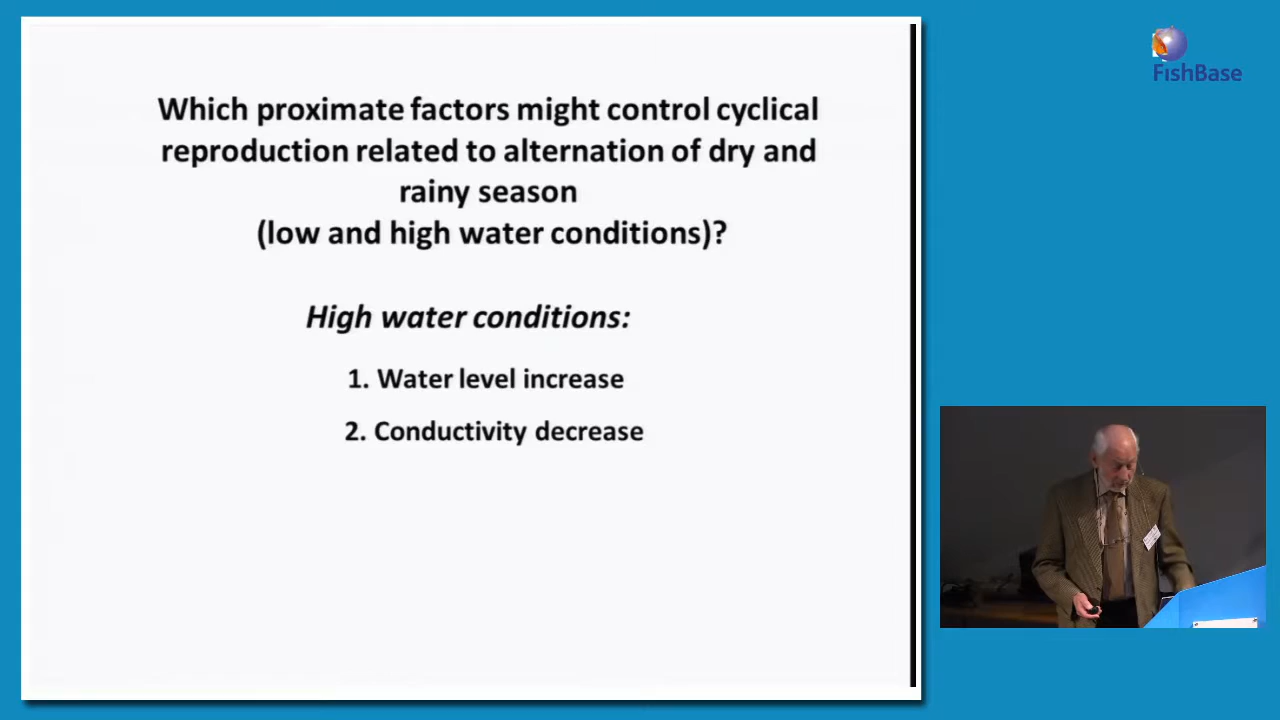 Which proximate factors might control cyclical
reproduction related to alternation of dry and
rainy season
(low and high water conditions)?
High water conditions:
1. Water level increase
2. Conductivity decrease
FishBase